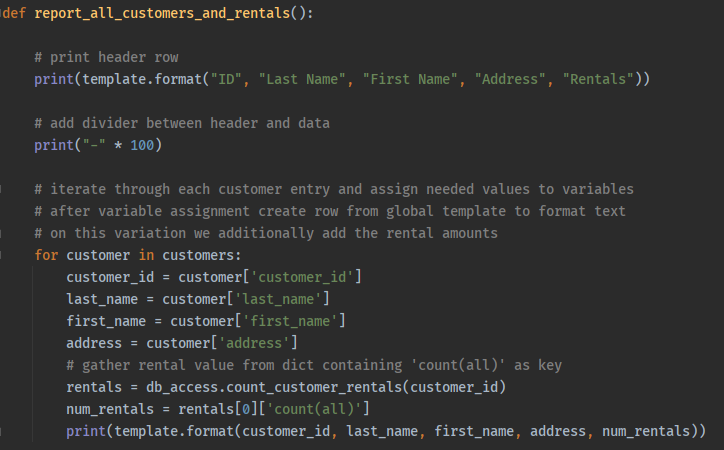 def report_all_customers_and_rentals():
# print header row
print(template.format("ID", "Last Name", "First Name", "Address", "Rentals"))
# add divider between header and data
print("-" * 100)
# iterate through each customer entry and assign needed values to variables
# after variable assignment create row from global template to format text
# on this variation we additionally add the rental amounts
for customer in customers:
customer_id = customer['customer_id']
last_name = customer['last_name']
first_name = customer['first_name']
address = customer['address']
# gather rental value from dict containing 'count(all)' as key
rentals = db_access.count_customer_rentals(customer_id)
num_rentals = rentals[0]['count(all)']
print(template.format(customer_id, last_name, first_name, address, num_rentals))